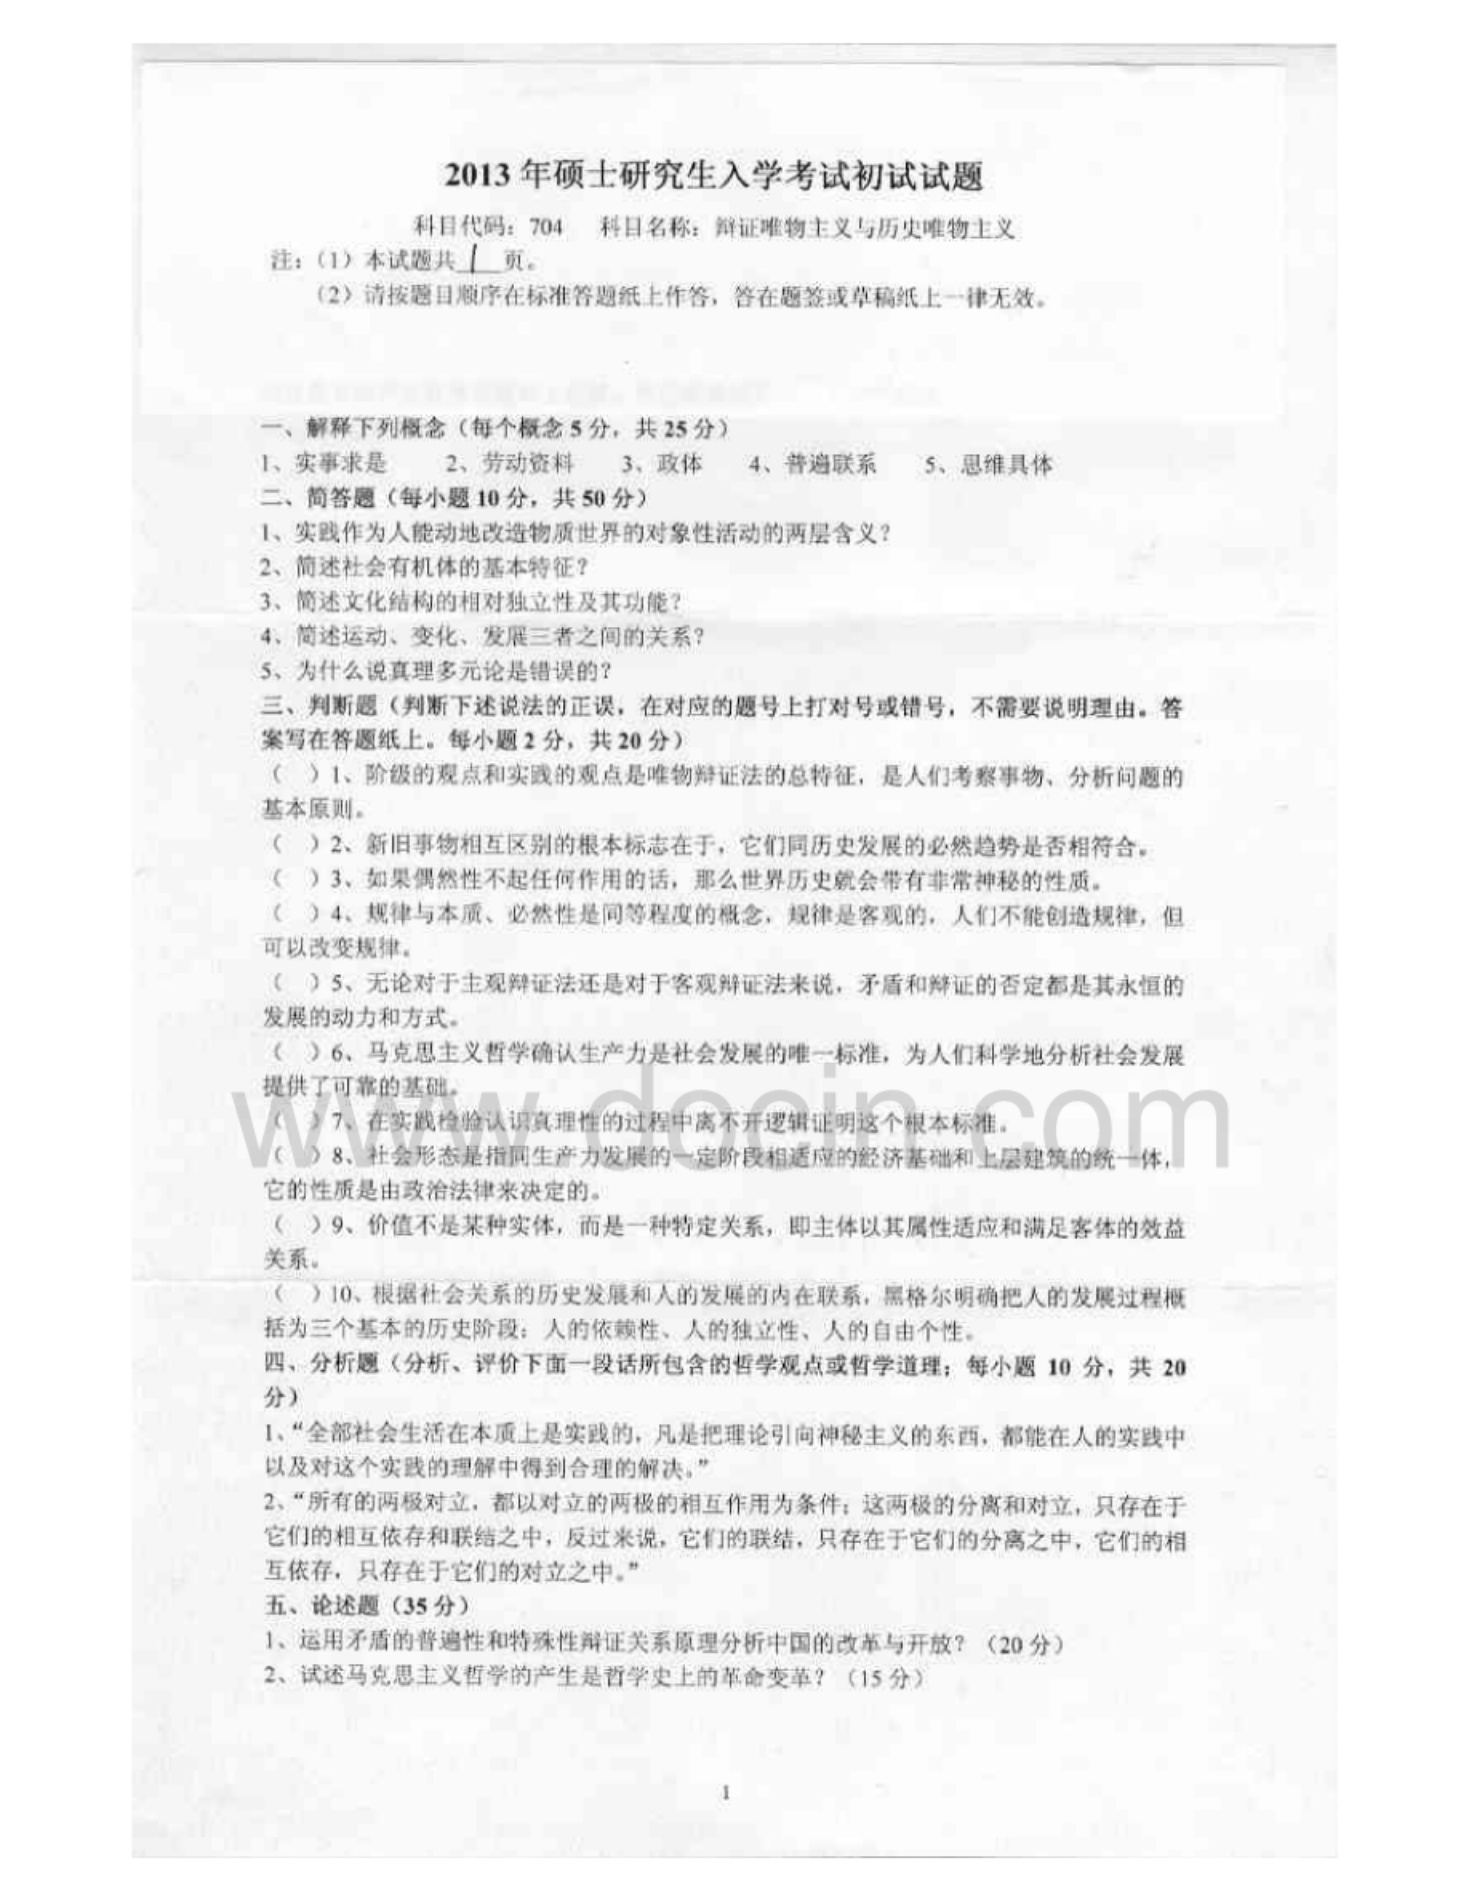 2013 年硕士研究生入学考试初试试题
科目代码：704 科目名称：辩证唯物主义与历史唯物主义
注：（1）本试题共 1 页。
（2）请按题目顺序在标准答题纸上作答，答在题签或草稿纸上一律无效。
一、解释下列概念（每个概念 5 分，共 25 分）
1、实事求是 2、劳动资料 3、政体 4、普遍联系 5、思维具体
二、简答题（每小题 10 分，共 50 分）
1、实践作为人能动地改造物质世界的对象性活动的两层含义？
2、简述社会有机体的基本特征？
3、简述文化结构的相对独立性及其功能？
4、简述运动、变化、发展三者之间的关系？
5、为什么说真理多元论是错误的？
三、判断题（判断下述说法的正误，在对应的题号上打对号或错号，不需要说明理由。答
案写在答题纸上。每小题 2 分，共 20 分）
（ ）1、阶级的观点和实践的观点是唯物辩证法的总特征，是人们考察事物、分析问题的
基本原则。
（ ）2、新旧事物相互区别的根本标志在于，它们同历史发展的必然趋势是否相符合。
（ ）3、如果偶然性不起任何作用的话，那么世界历史就会带有非常神秘的性质。
（ ）4、规律与本质、必然性是同等程度的概念，规律是客观的，人们不能创造规律，但
可以改变规律。
（ ）5、无论对于主观辩证法还是对于客观辩证法来说，矛盾和辩证的否定都是其永恒的
发展的动力和方式。
（ ）6、马克思主义哲学确认生产力是社会发展的唯一标准，为人们科学地分析社会发展
提供了可靠的基础。
（ ）7、在实践检验认识真理性的过程中离不开逻辑证明这个根本标准。
www.docin.com
（ ）8、社会形态是指同生产力发展的一定阶段相适应的经济基础和上层建筑的统一体，
它的性质是由政治法律来决定的。
（ ）9、价值不是某种实体，而是一种特定关系，即主体以其属性适应和满足客体的效益
关系。
（ ）10、根据社会关系的历史发展和人的发展的内在联系，黑格尔明确把人的发展过程概
括为三个基本的历史阶段：人的依赖性、人的独立性、人的自由个性。
四、分析题（分析、评价下面一段话所包含的哲学观点或哲学道理；每小题 10 分，共 20
分）
1、“全部社会生活在本质上是实践的，凡是把理论引向神秘主义的东西，都能在人的实践中
以及对这个实践的理解中得到合理的解决。”
2、“所有的两极对立，都以对立的两极的相互作用为条件；这两极的分离和对立，只存在于
它们的相互依存和联结之中，反过来说，它们的联结，只存在于它们的分离之中，它们的相
互依存，只存在于它们的对立之中。”
五、论述题（35 分）
1、运用矛盾的普遍性和特殊性辩证关系原理分析中国的改革与开放？（20 分）
2、试述马克思主义哲学的产生是哲学史上的革命变革？（15 分）
1